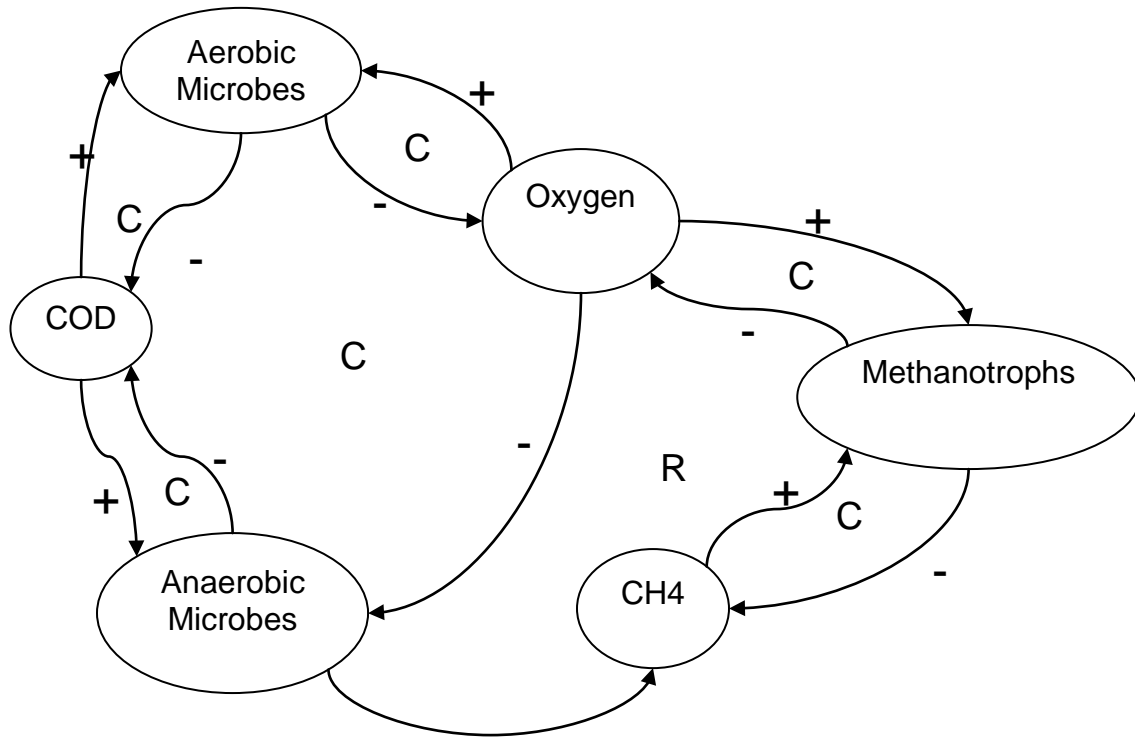 Aerobic
Microbes
+
C
+
-
Oxygen
+
C
-
C
-
+
C
-
COD
C
Methanotrophs
-
R
+
C
-
-
C
+
CH4
Anaerobic
Microbes